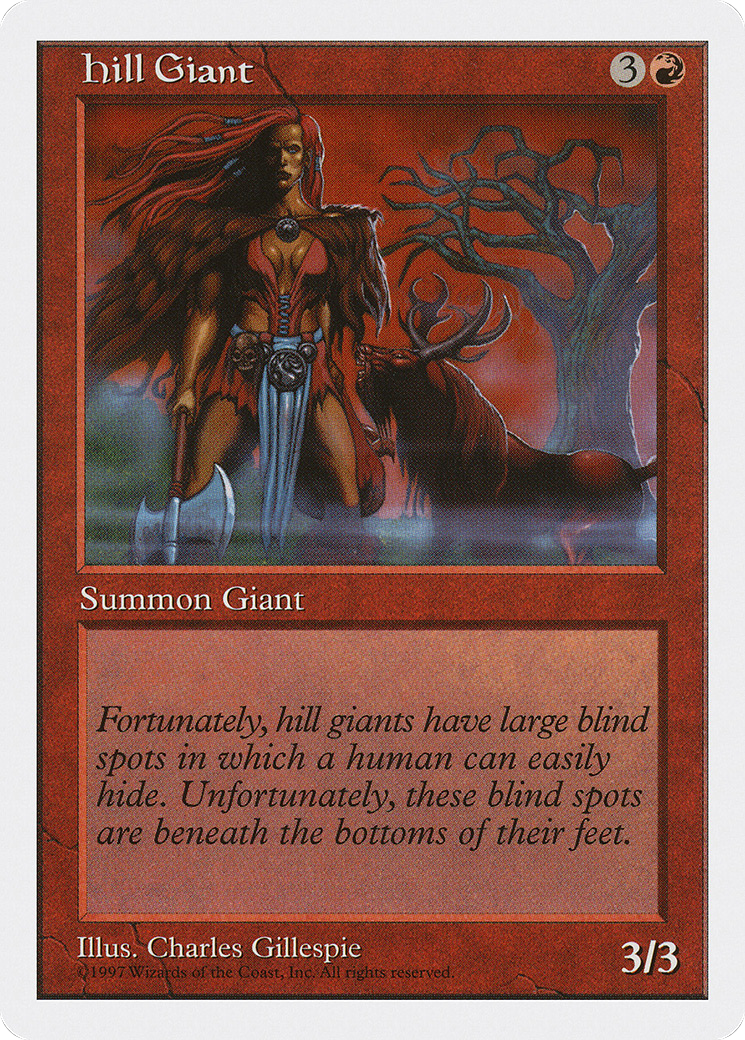 Hill Giant
3
Summon Giant
Fortunately, hill giants have large blind
spots in which a human can easily
hide. Unfortunately, these blind spots
are beneath the bottoms of their feet.
Illus. Charles Gillespie
©1997 Wizards of the Coast, Inc. All rights reserved.
3/3